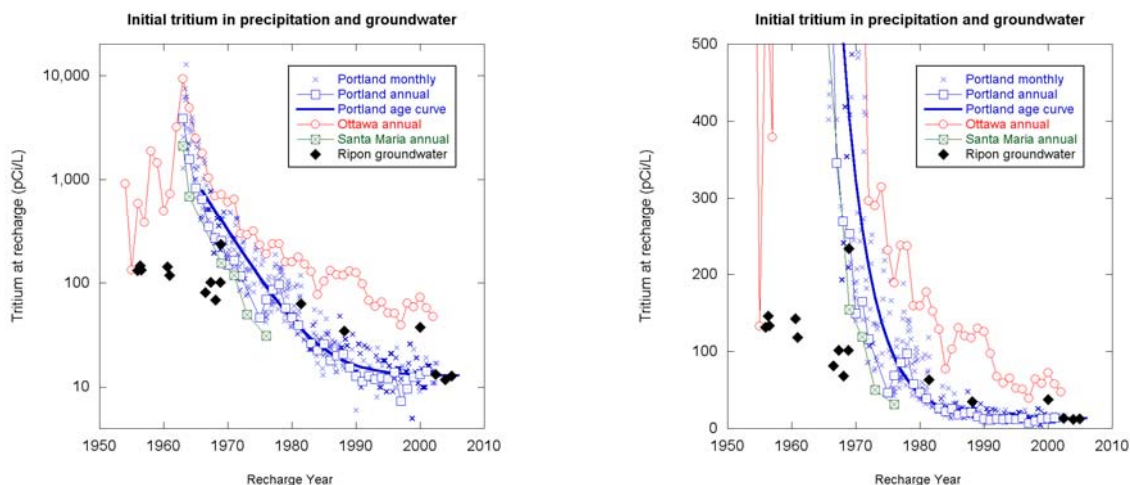 Initial tritium in precipitation and groundwater
Tritium at recharge (pCi/L)
10,000
1,000
100
10
Portland monthly
Portland annual
Portland age curve
Ottawa annual
Santa Maria annual
Ripon groundwater
1950
1960
1970
1980
1990
2000
2010
Recharge Year
Initial tritium in precipitation and groundwater
Tritium at recharge (pCi/L)
500
400
300
200
100
0
Portland monthly
Portland annual
Portland age curve
Ottawa annual
Santa Maria annual
Ripon groundwater
1950
1960
1970
1980
1990
2000
2010
Recharge Year